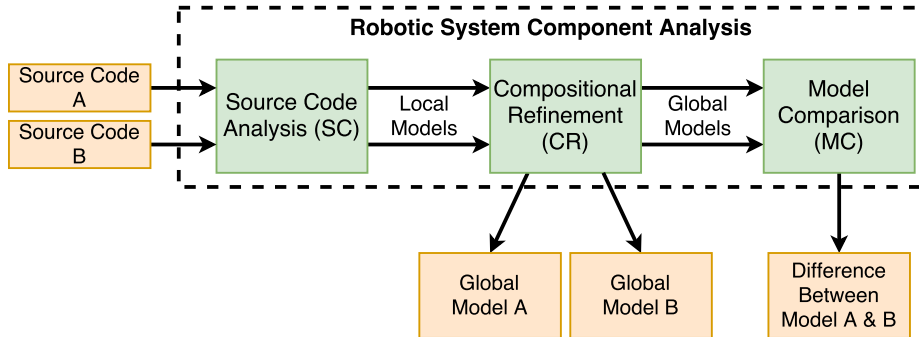 Robotic System Component Analysis
Source Code
A
Source Code
B
Source Code
Analysis (SC)
Local
Models
Compositional
Refinement
(CR)
Global
Models
Model
Comparison
(MC)
Global
Model A
Global
Model B
Difference
Between
Model A & B